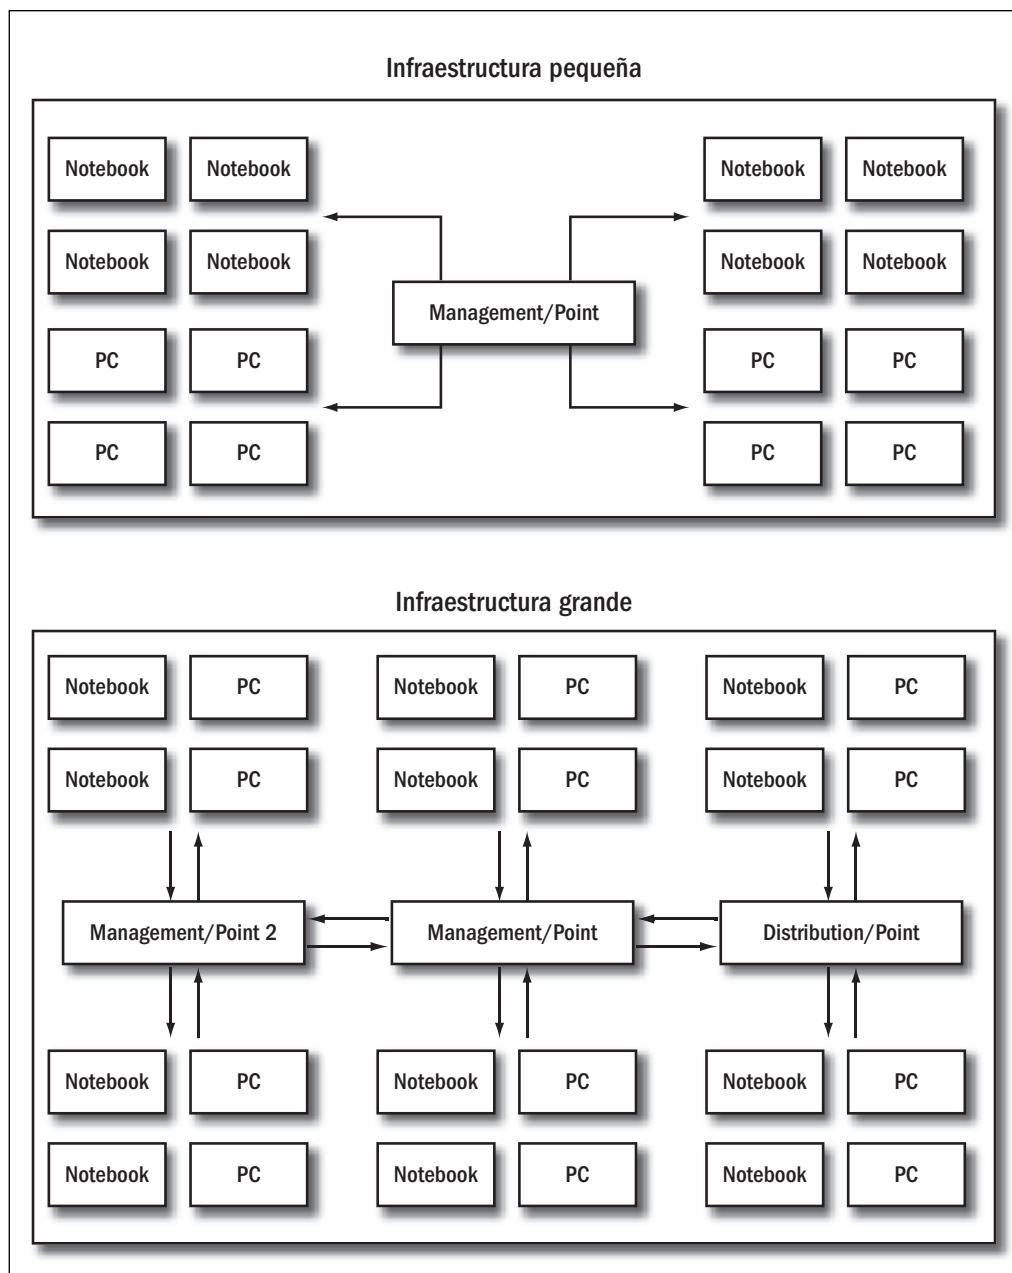 Infraestructura pequeña
Notebook Notebook Notebook Notebook
Notebook Notebook Notebook Notebook
Management/Point
PC PC PC PC
PC PC PC PC
Infraestructura grande
Notebook PC Notebook PC Notebook PC
Notebook PC Notebook PC Notebook PC
Management/Point 2 Management/Point Distribution/Point
Notebook PC Notebook PC Notebook PC
Notebook PC Notebook PC Notebook PC